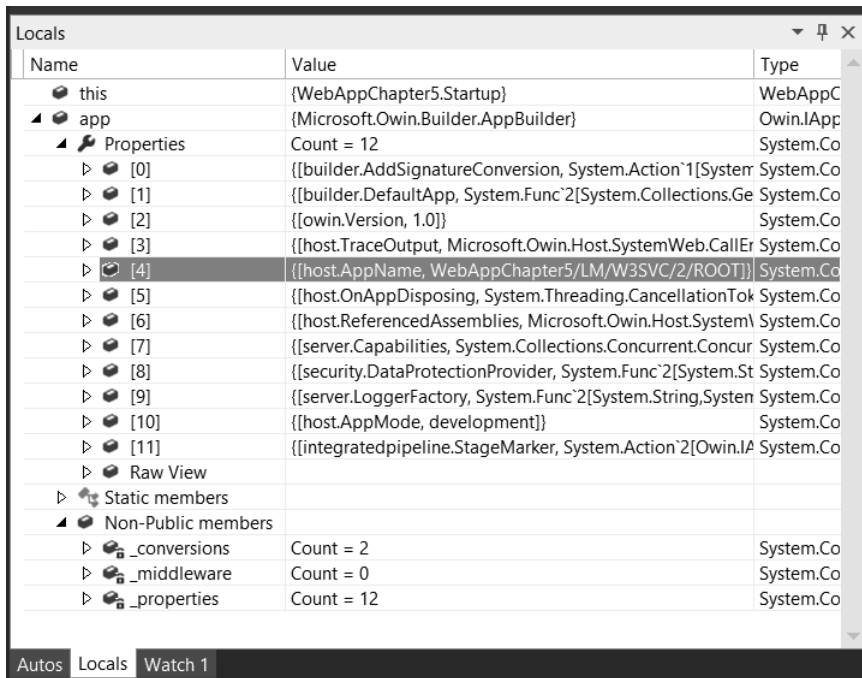 Locals
Name Value Type
this {WebAppChapter5.Startup} WebAppC
app {Microsoft.Owin.Builder.AppBuilder} Owin.IApp
Properties Count = 12 System.Co
[0] {[builder.AddSignatureConversion, System.Action`1[System System.Co
[1] {[builder.DefaultApp, System.Func`2[System.Collections.Ge System.Co
[2] {[owin.Version, 1.0]} System.Co
[3] {[host.TraceOutput, Microsoft.Owin.Host.SystemWeb.CallEr System.Co
[4] {[host.AppName, WebAppChapter5/LM/W3SVC/2/ROOT]} System.Co
[5] {[host.OnAppDisposing, System.Threading.CancellationTok System.Co
[6] {[host.ReferencedAssemblies, Microsoft.Owin.Host.System\ System.Co
[7] {[server.Capabilities, System.Collections.Concurrent.Concur System.Co
[8] {[security.DataProtectionProvider, System.Func`2[System.St System.Co
[9] {[server.LoggerFactory, System.Func`2[System.String,System System.Co
[10] {[host.AppMode, development]} System.Co
[11] {[integratedpipeline.StageMarker, System.Action`2[Owin.IA System.Co
Raw View
Static members
Non-Public members
_conversions Count = 2 System.Co
_middleware Count = 0 System.Co
_properties Count = 12 System.Co
Autos Locals Watch 1